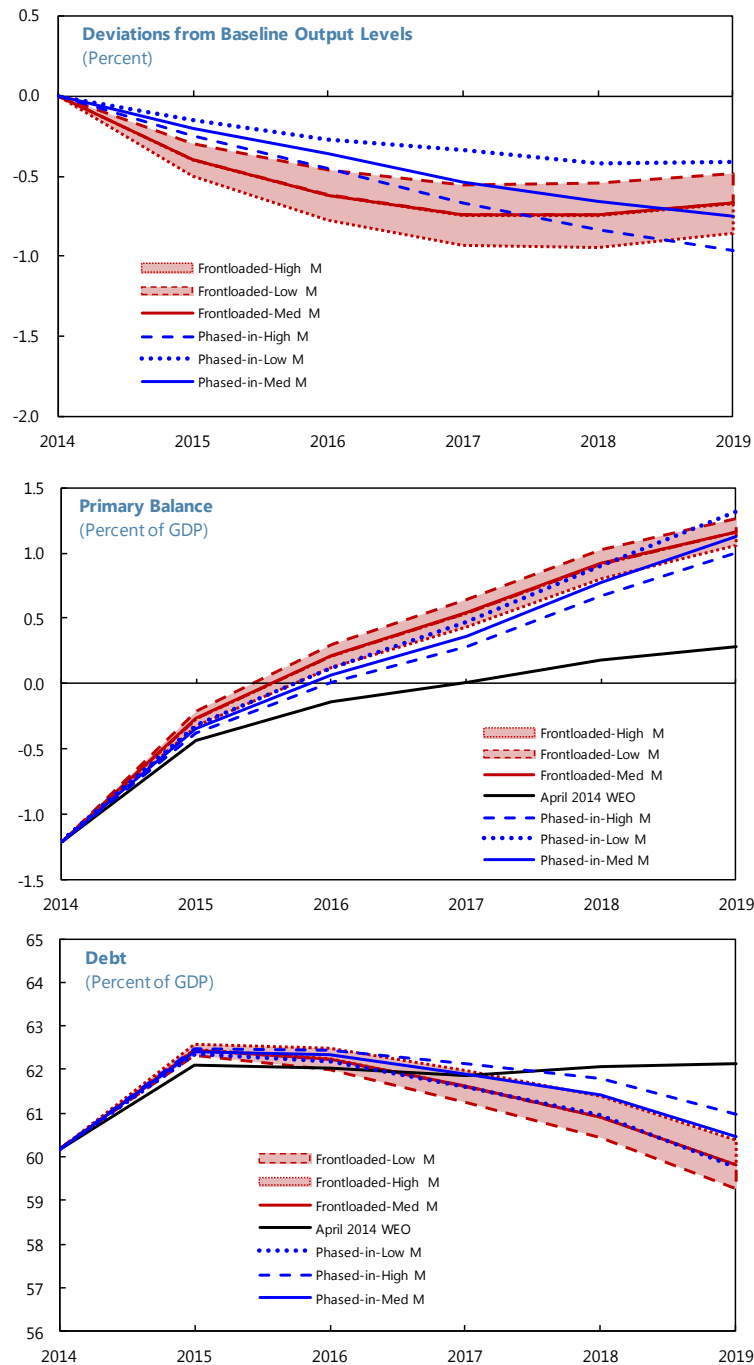 Deviations from Baseline Output Levels
(Percent)
0.5
0.0
-0.5
-1.0
-1.5
-2.0
Frontloaded-High M
Frontloaded-Low M
Frontloaded-Med M
Phased-in-High M
Phased-in-Low M
Phased-in-Med M
2014 2015 2016 2017 2018 2019
Primary Balance
(Percent of GDP)
1.5
1.0
0.5
0.0
-0.5
-1.0
-1.5
Frontloaded-High M
Frontloaded-Low M
Frontloaded-Med M
April 2014 WEO
Phased-in-High M
Phased-in-Low M
Phased-in-Med M
2014 2015 2016 2017 2018 2019
Debt
(Percent of GDP)
65
64
63
62
61
60
59
58
57
56
Frontloaded-Low M
Frontloaded-High M
Frontloaded-Med M
April 2014 WEO
Phased-in-Low M
Phased-in-High M
Phased-in-Med M
2014 2015 2016 2017 2018 2019